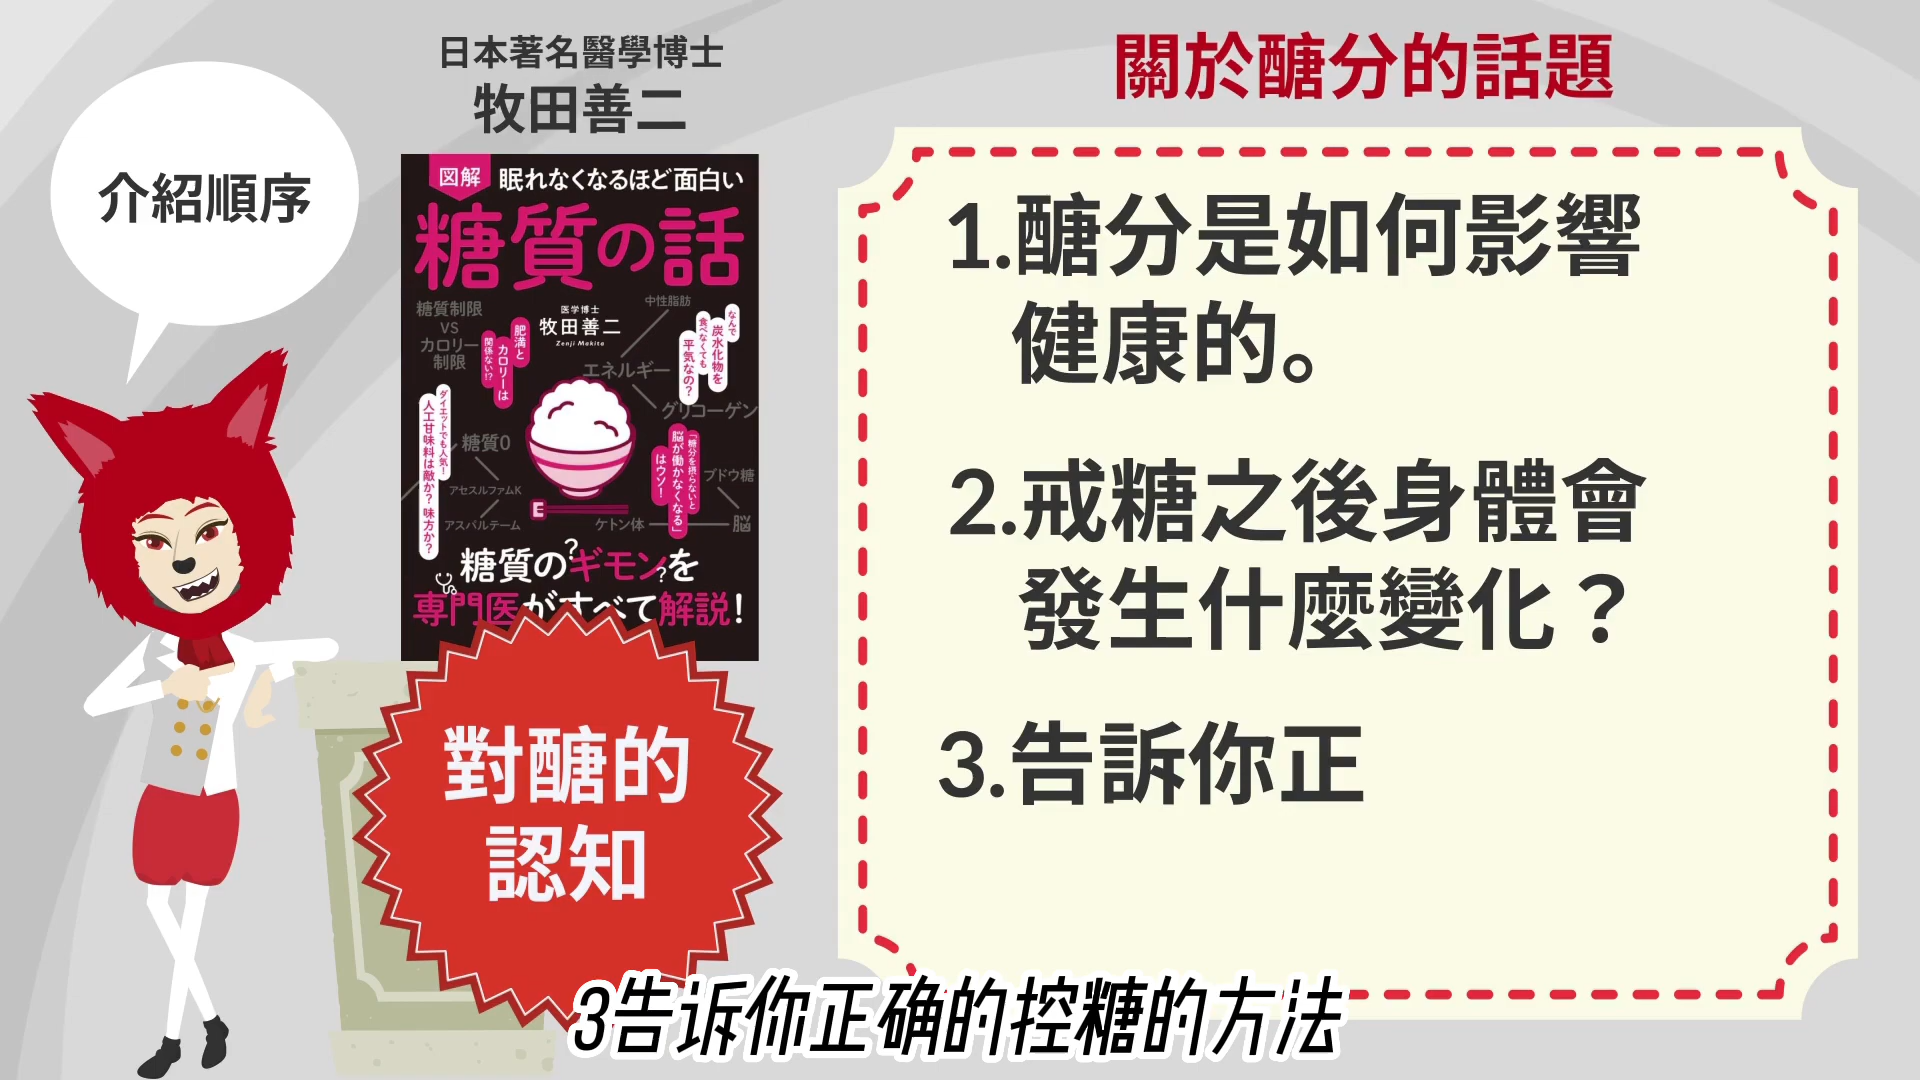 介紹順序
日本著名醫學博士
牧田善二
図解
眠れなくなるほど面白い
糖質の話
糖質制限
VS
カロリー
制限
肥満と
カロリーは
関係ない!?
医学博士
牧田善二
Zenji Makita
中性脂肪
なんで
炭水化物を
食べなくても
平気なの?
エネルギー
グリコーゲン
ダイエットでも人気!
人工甘味料は敵か? 味方か?
糖質0
アセスルファムK
アスパルテーム
「糖分を摂らないと
脳が働かなくなる」
はウソ!
ブドウ糖
ケトン体
脳
糖質の?ギモン?を
専門医がすべて解説!
對醣的
認知
關於醣分的話題
1.醣分是如何影響
健康的。
2.戒糖之後身體會
發生什麼變化？
3.告訴你正
3告诉你正确的控糖的方法